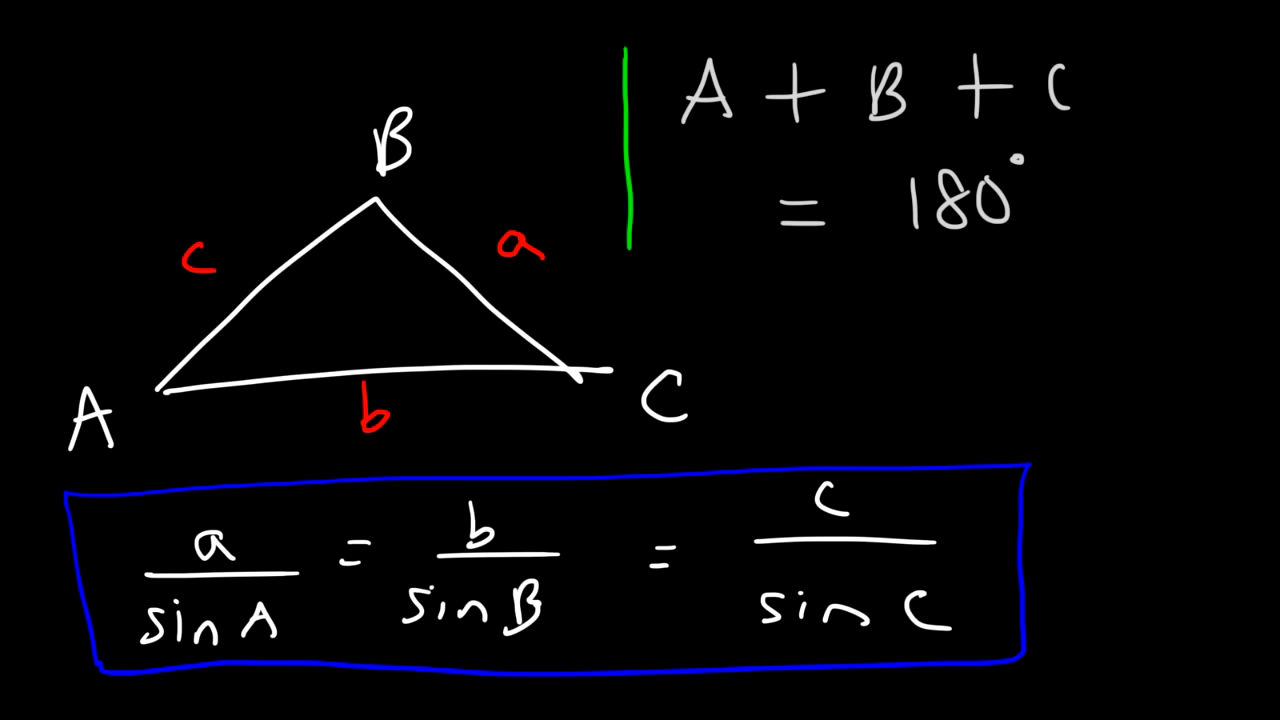 A + B + C
= 180°
B
c
a
A
b
C
a/sin A = b/sin B = c/sin C